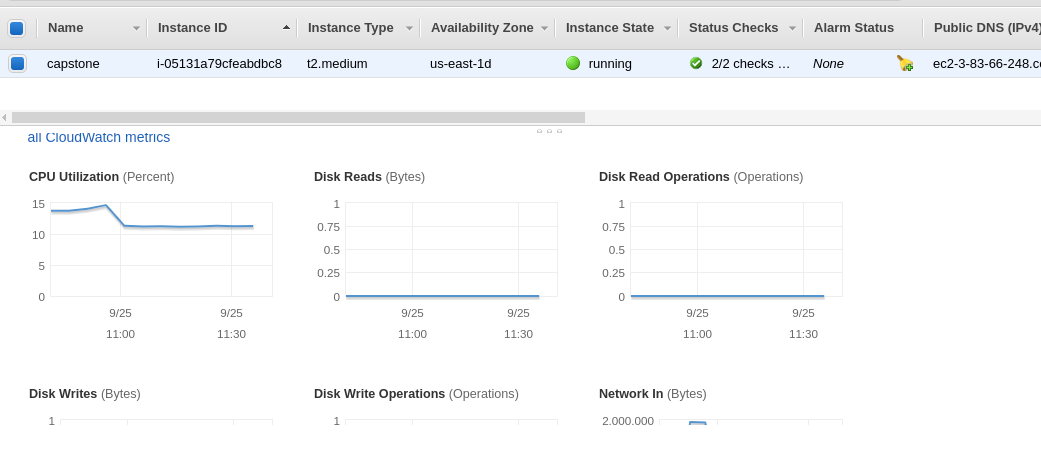 Name Instance ID Instance Type Availability Zone Instance State Status Checks Alarm Status Public DNS (IPv4)
capstone i-05131a79cfeabdbc8 t2.medium us-east-1d running 2/2 checks … None ec2-3-83-66-248.co
all CloudWatch metrics
CPU Utilization (Percent) Disk Reads (Bytes) Disk Read Operations (Operations)
15 1 1
0.75 0.75
10
0.5 0.5
5
0.25 0.25
0 0 0
9/25 9/25 9/25 9/25 9/25 9/25
11:00 11:30 11:00 11:30 11:00 11:30
Disk Writes (Bytes) Disk Write Operations (Operations) Network In (Bytes)
1 1 2.000.000